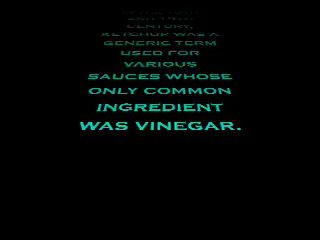 CENTURY,
KETCHUP WAS A
GENERIC TERM
USED FOR
VARIOUS
SAUCES WHOSE
ONLY COMMON
INGREDIENT
WAS VINEGAR.